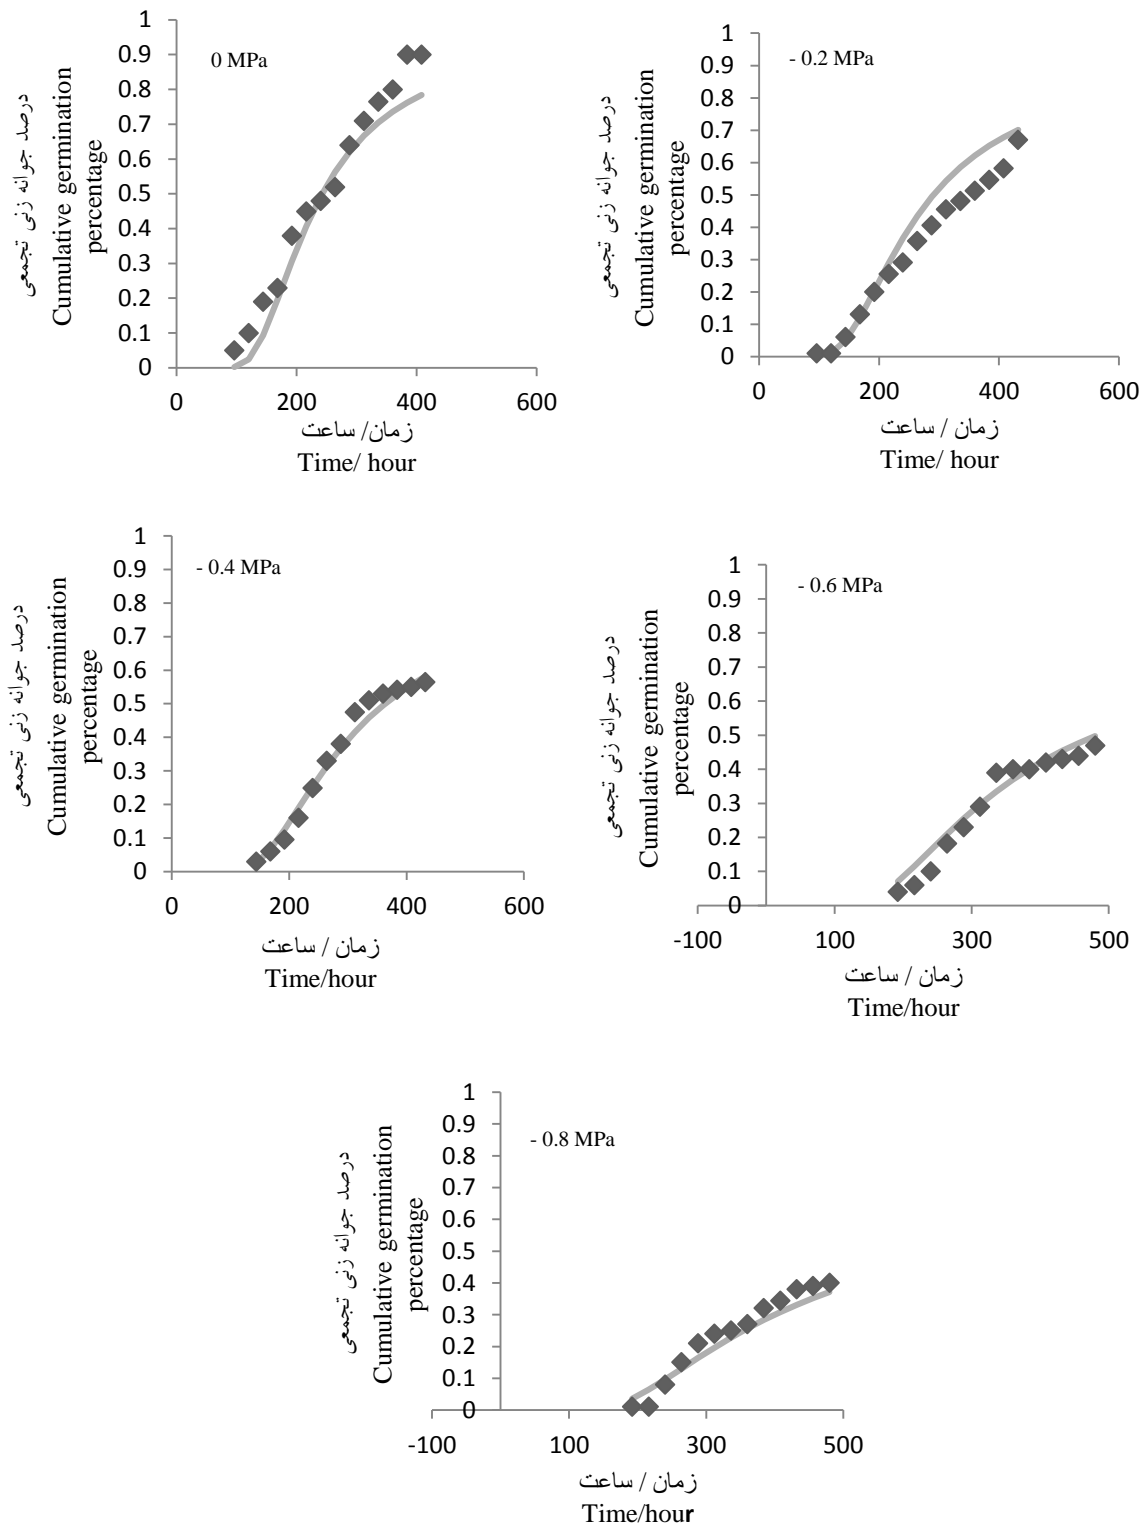 0 MPa
درصد جوانه زنی تجمعی
Cumulative germination
percentage
1
0.9
0.8
0.7
0.6
0.5
0.4
0.3
0.2
0.1
0
0 200 400 600
زمان/ ساعت
Time/ hour
- 0.2 MPa
درصد جوانه زنی تجمعی
Cumulative germination
percentage
1
0.9
0.8
0.7
0.6
0.5
0.4
0.3
0.2
0.1
0
0 200 400 600
زمان / ساعت
Time/ hour
- 0.4 MPa
درصد جوانه زنی تجمعی
Cumulative germination
percentage
1
0.9
0.8
0.7
0.6
0.5
0.4
0.3
0.2
0.1
0
0 200 400 600
زمان / ساعت
Time/hour
- 0.6 MPa
درصد جوانه زنی تجمعی
Cumulative germination
percentage
1
0.9
0.8
0.7
0.6
0.5
0.4
0.3
0.2
0.1
0
-100 100 300 500
زمان / ساعت
Time/hour
- 0.8 MPa
درصد جوانه زنی تجمعی
Cumulative germination
percentage
1
0.9
0.8
0.7
0.6
0.5
0.4
0.3
0.2
0.1
0
-100 100 300 500
زمان / ساعت
Time/hour